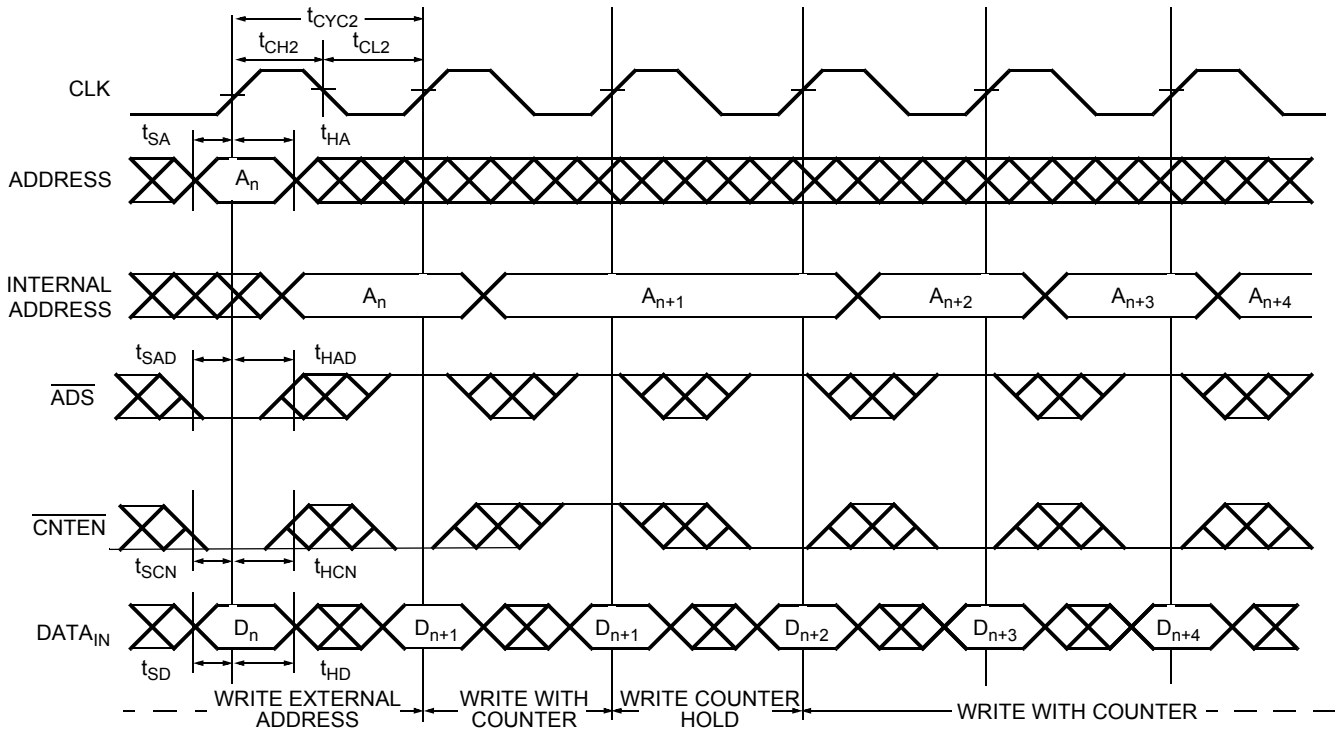 tCYC2
tCH2 tCL2
CLK
tSA tHA
ADDRESS An
INTERNAL
ADDRESS An An+1 An+2 An+3 An+4
tSAD tHAD
ADS
CNTEN
tSCN tHCN
DATAIN Dn Dn+1 Dn+1 Dn+2 Dn+3 Dn+4
tSD tHD
WRITE EXTERNAL
ADDRESS
WRITE WITH
COUNTER
WRITE COUNTER
HOLD
WRITE WITH COUNTER